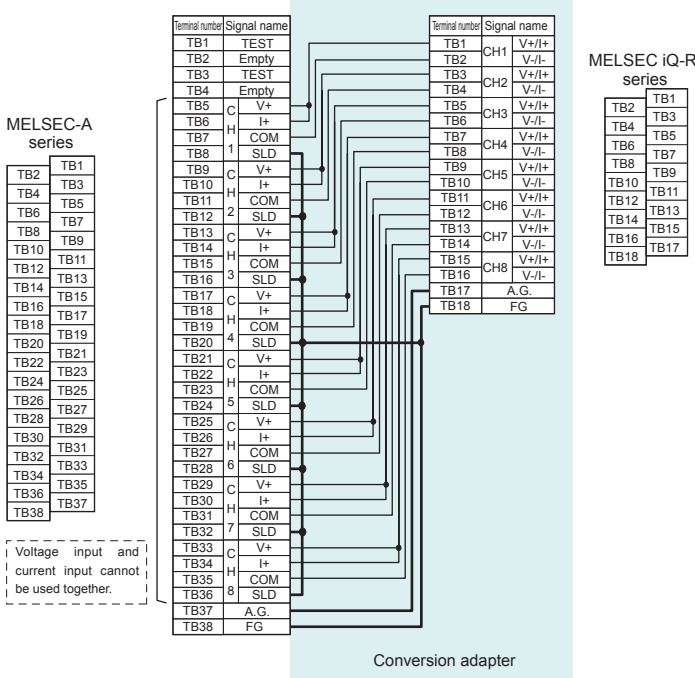 MELSEC-A
series
TB1
TB2
TB3
TB4
TB5
TB6
TB7
TB8
TB9
TB10
TB11
TB12
TB13
TB14
TB15
TB16
TB17
TB18
TB19
TB20
TB21
TB22
TB23
TB24
TB25
TB26
TB27
TB28
TB29
TB30
TB31
TB32
TB33
TB34
TB35
TB36
TB37
TB38
Voltage input and
current input cannot
be used together.
Terminal number Signal name
TB1 TEST
TB2 Empty
TB3 TEST
TB4 Empty
CH1
TB5 V+
TB6 I+
TB7 COM
TB8 SLD
CH2
TB9 V+
TB10 I+
TB11 COM
TB12 SLD
CH3
TB13 V+
TB14 I+
TB15 COM
TB16 SLD
CH4
TB17 V+
TB18 I+
TB19 COM
TB20 SLD
CH5
TB21 V+
TB22 I+
TB23 COM
TB24 SLD
CH6
TB25 V+
TB26 I+
TB27 COM
TB28 SLD
CH7
TB29 V+
TB30 I+
TB31 COM
TB32 SLD
CH8
TB33 V+
TB34 I+
TB35 COM
TB36 SLD
TB37 A.G.
TB38 FG
Terminal number Signal name
TB1 CH1 V+/I+
TB2 V-/I-
TB3 CH2 V+/I+
TB4 V-/I-
TB5 CH3 V+/I+
TB6 V-/I-
TB7 CH4 V+/I+
TB8 V-/I-
TB9 CH5 V+/I+
TB10 V-/I-
TB11 CH6 V+/I+
TB12 V-/I-
TB13 CH7 V+/I+
TB14 V-/I-
TB15 CH8 V+/I+
TB16 V-/I-
TB17 A.G.
TB18 FG
Conversion adapter
MELSEC iQ-R
series
TB1
TB2
TB3
TB4
TB5
TB6
TB7
TB8
TB9
TB10
TB11
TB12
TB13
TB14
TB15
TB16
TB17
TB18